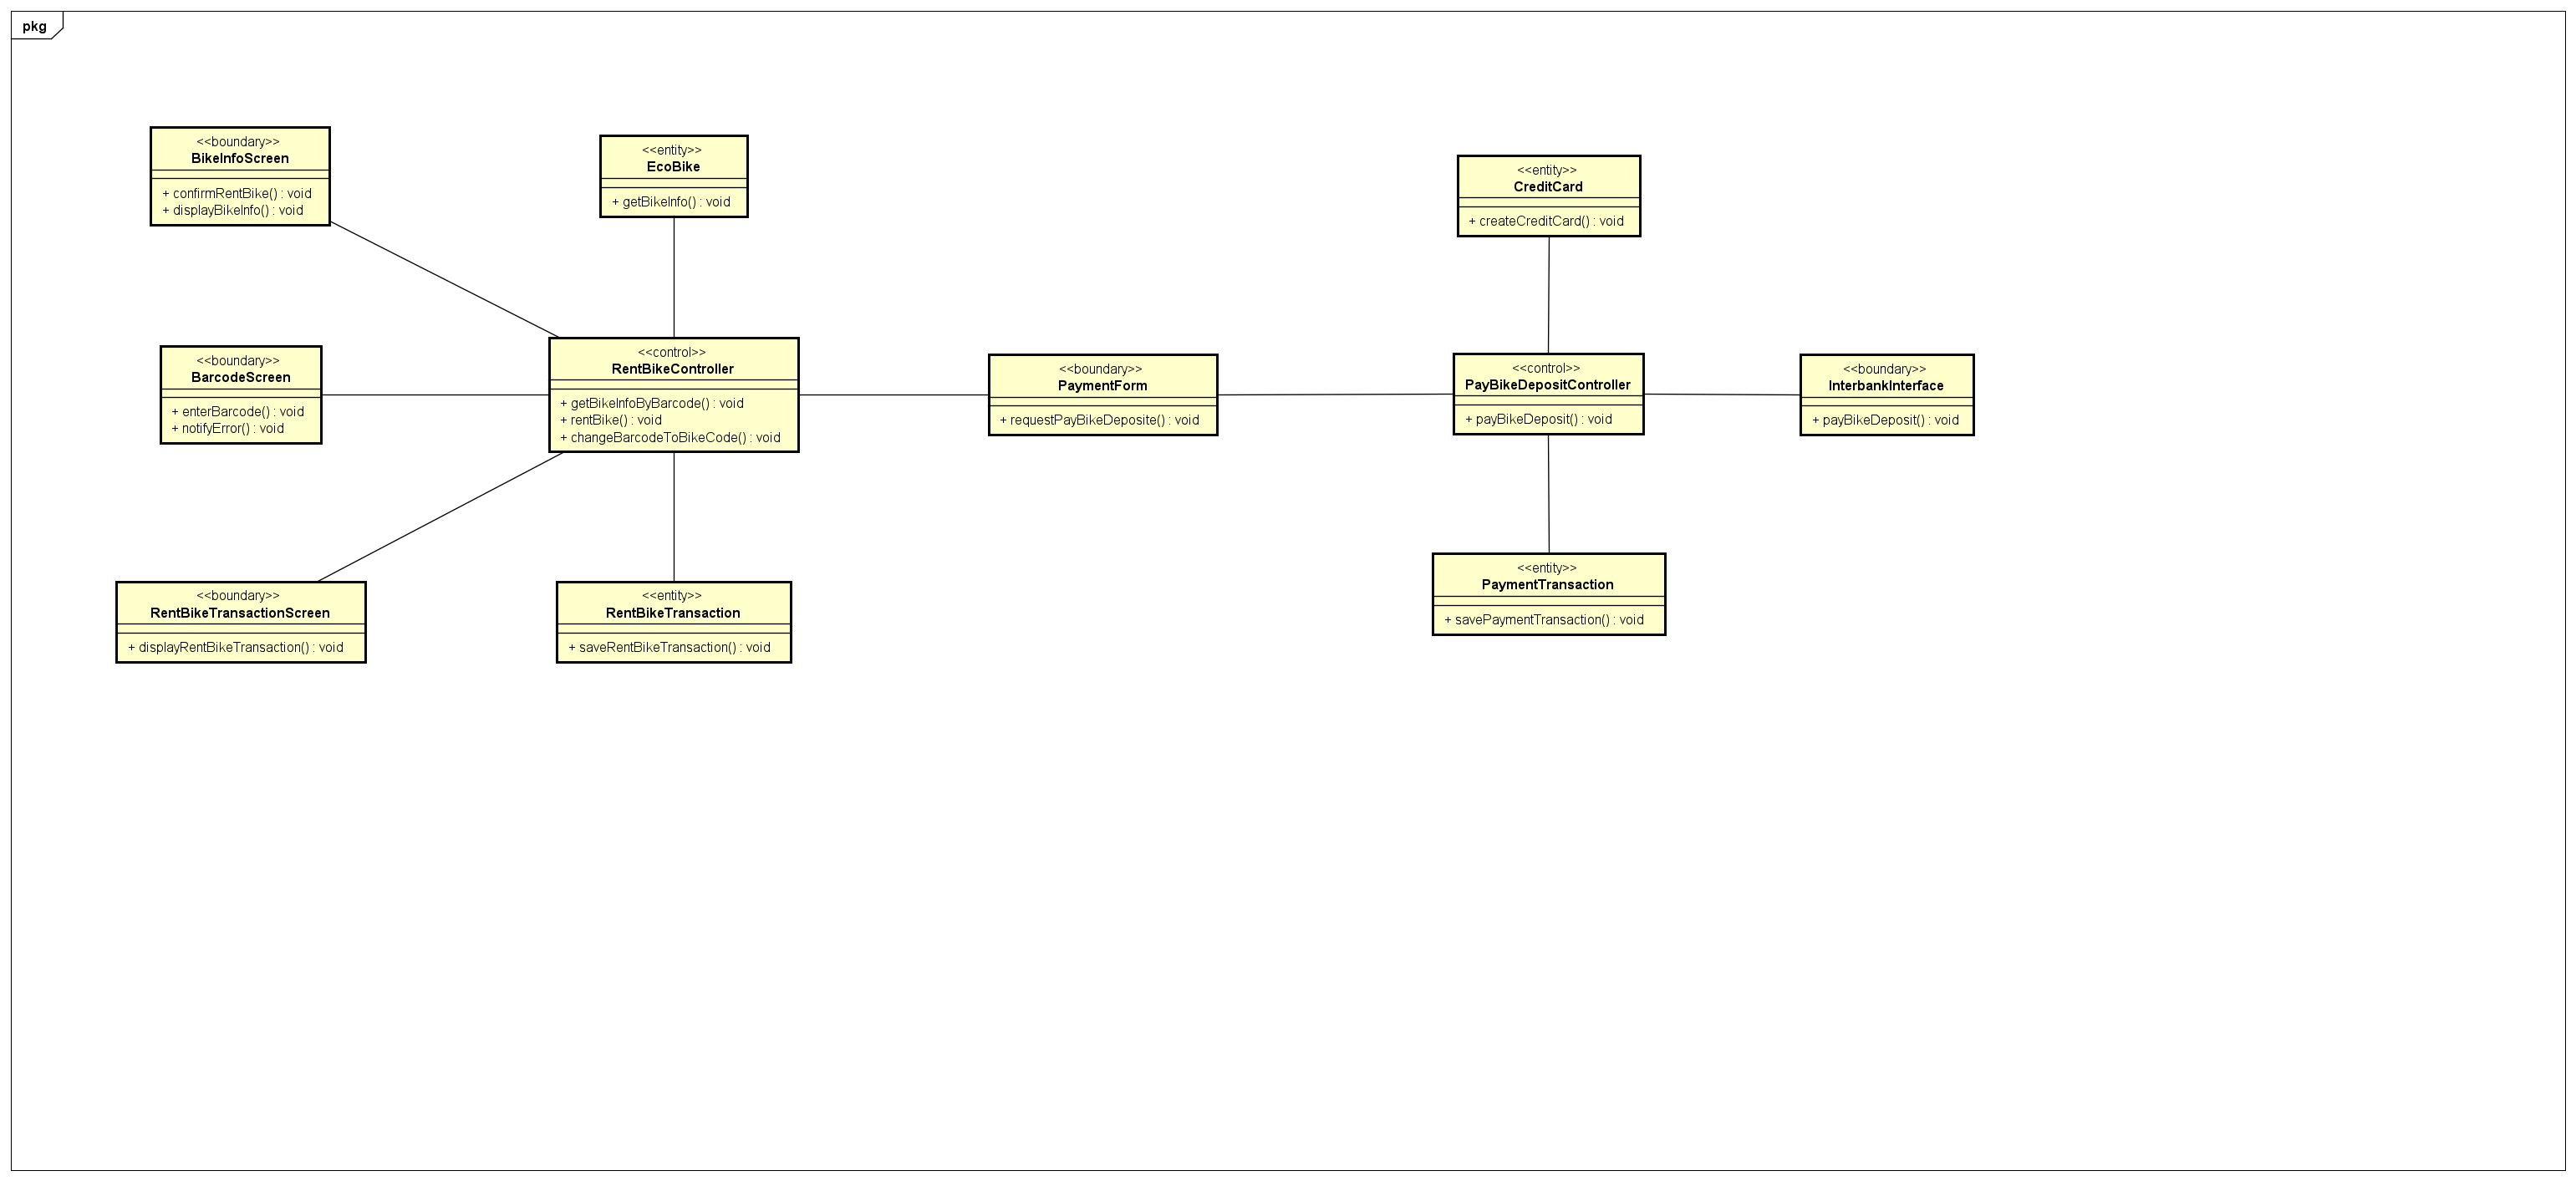 pkg
<<boundary>>
BikeInfoScreen
+ confirmRentBike() : void
+ displayBikeInfo() : void
<<entity>>
EcoBike
+ getBikeInfo() : void
<<entity>>
CreditCard
+ createCreditCard() : void
<<boundary>>
BarcodeScreen
+ enterBarcode() : void
+ notifyError() : void
<<control>>
RentBikeController
+ getBikeInfoByBarcode() : void
+ rentBike() : void
+ changeBarcodeToBikeCode() : void
<<boundary>>
PaymentForm
+ requestPayBikeDeposite() : void
<<control>>
PayBikeDepositController
+ payBikeDeposit() : void
<<boundary>>
InterbankInterface
+ payBikeDeposit() : void
<<boundary>>
RentBikeTransactionScreen
+ displayRentBikeTransaction() : void
<<entity>>
RentBikeTransaction
+ saveRentBikeTransaction() : void
<<entity>>
PaymentTransaction
+ savePaymentTransaction() : void